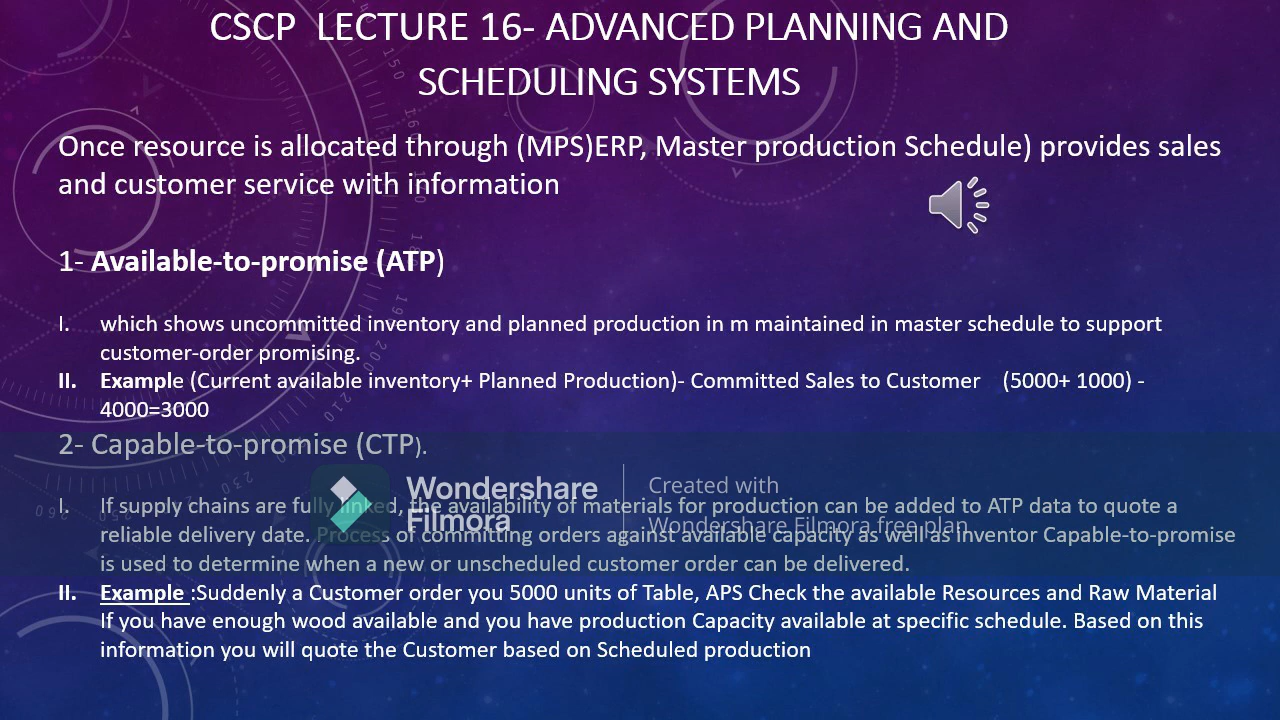 CSCP LECTURE 16- ADVANCED PLANNING AND
SCHEDULING SYSTEMS
Once resource is allocated through (MPS)ERP, Master production Schedule) provides sales
and customer service with information
1- Available-to-promise (ATP)
I. which shows uncommitted inventory and planned production in m maintained in master schedule to support
customer-order promising.
II. Example (Current available inventory+ Planned Production)- Committed Sales to Customer (5000+ 1000) -
4000=3000
2- Capable-to-promise (CTP).
I. If supply chains are fully linked, the availability of materials for production can be added to ATP data to quote a
reliable delivery date. Process of committing orders against available capacity as well as inventor Capable-to-promise
is used to determine when a new or unscheduled customer order can be delivered.
II. Example :Suddenly a Customer order you 5000 units of Table, APS Check the available Resources and Raw Material
If you have enough wood available and you have production Capacity available at specific schedule. Based on this
information you will quote the Customer based on Scheduled production
Wondershare
Filmora
Created with
Wondershare Filmora free plan
150
160
190
200
210
230
250
260